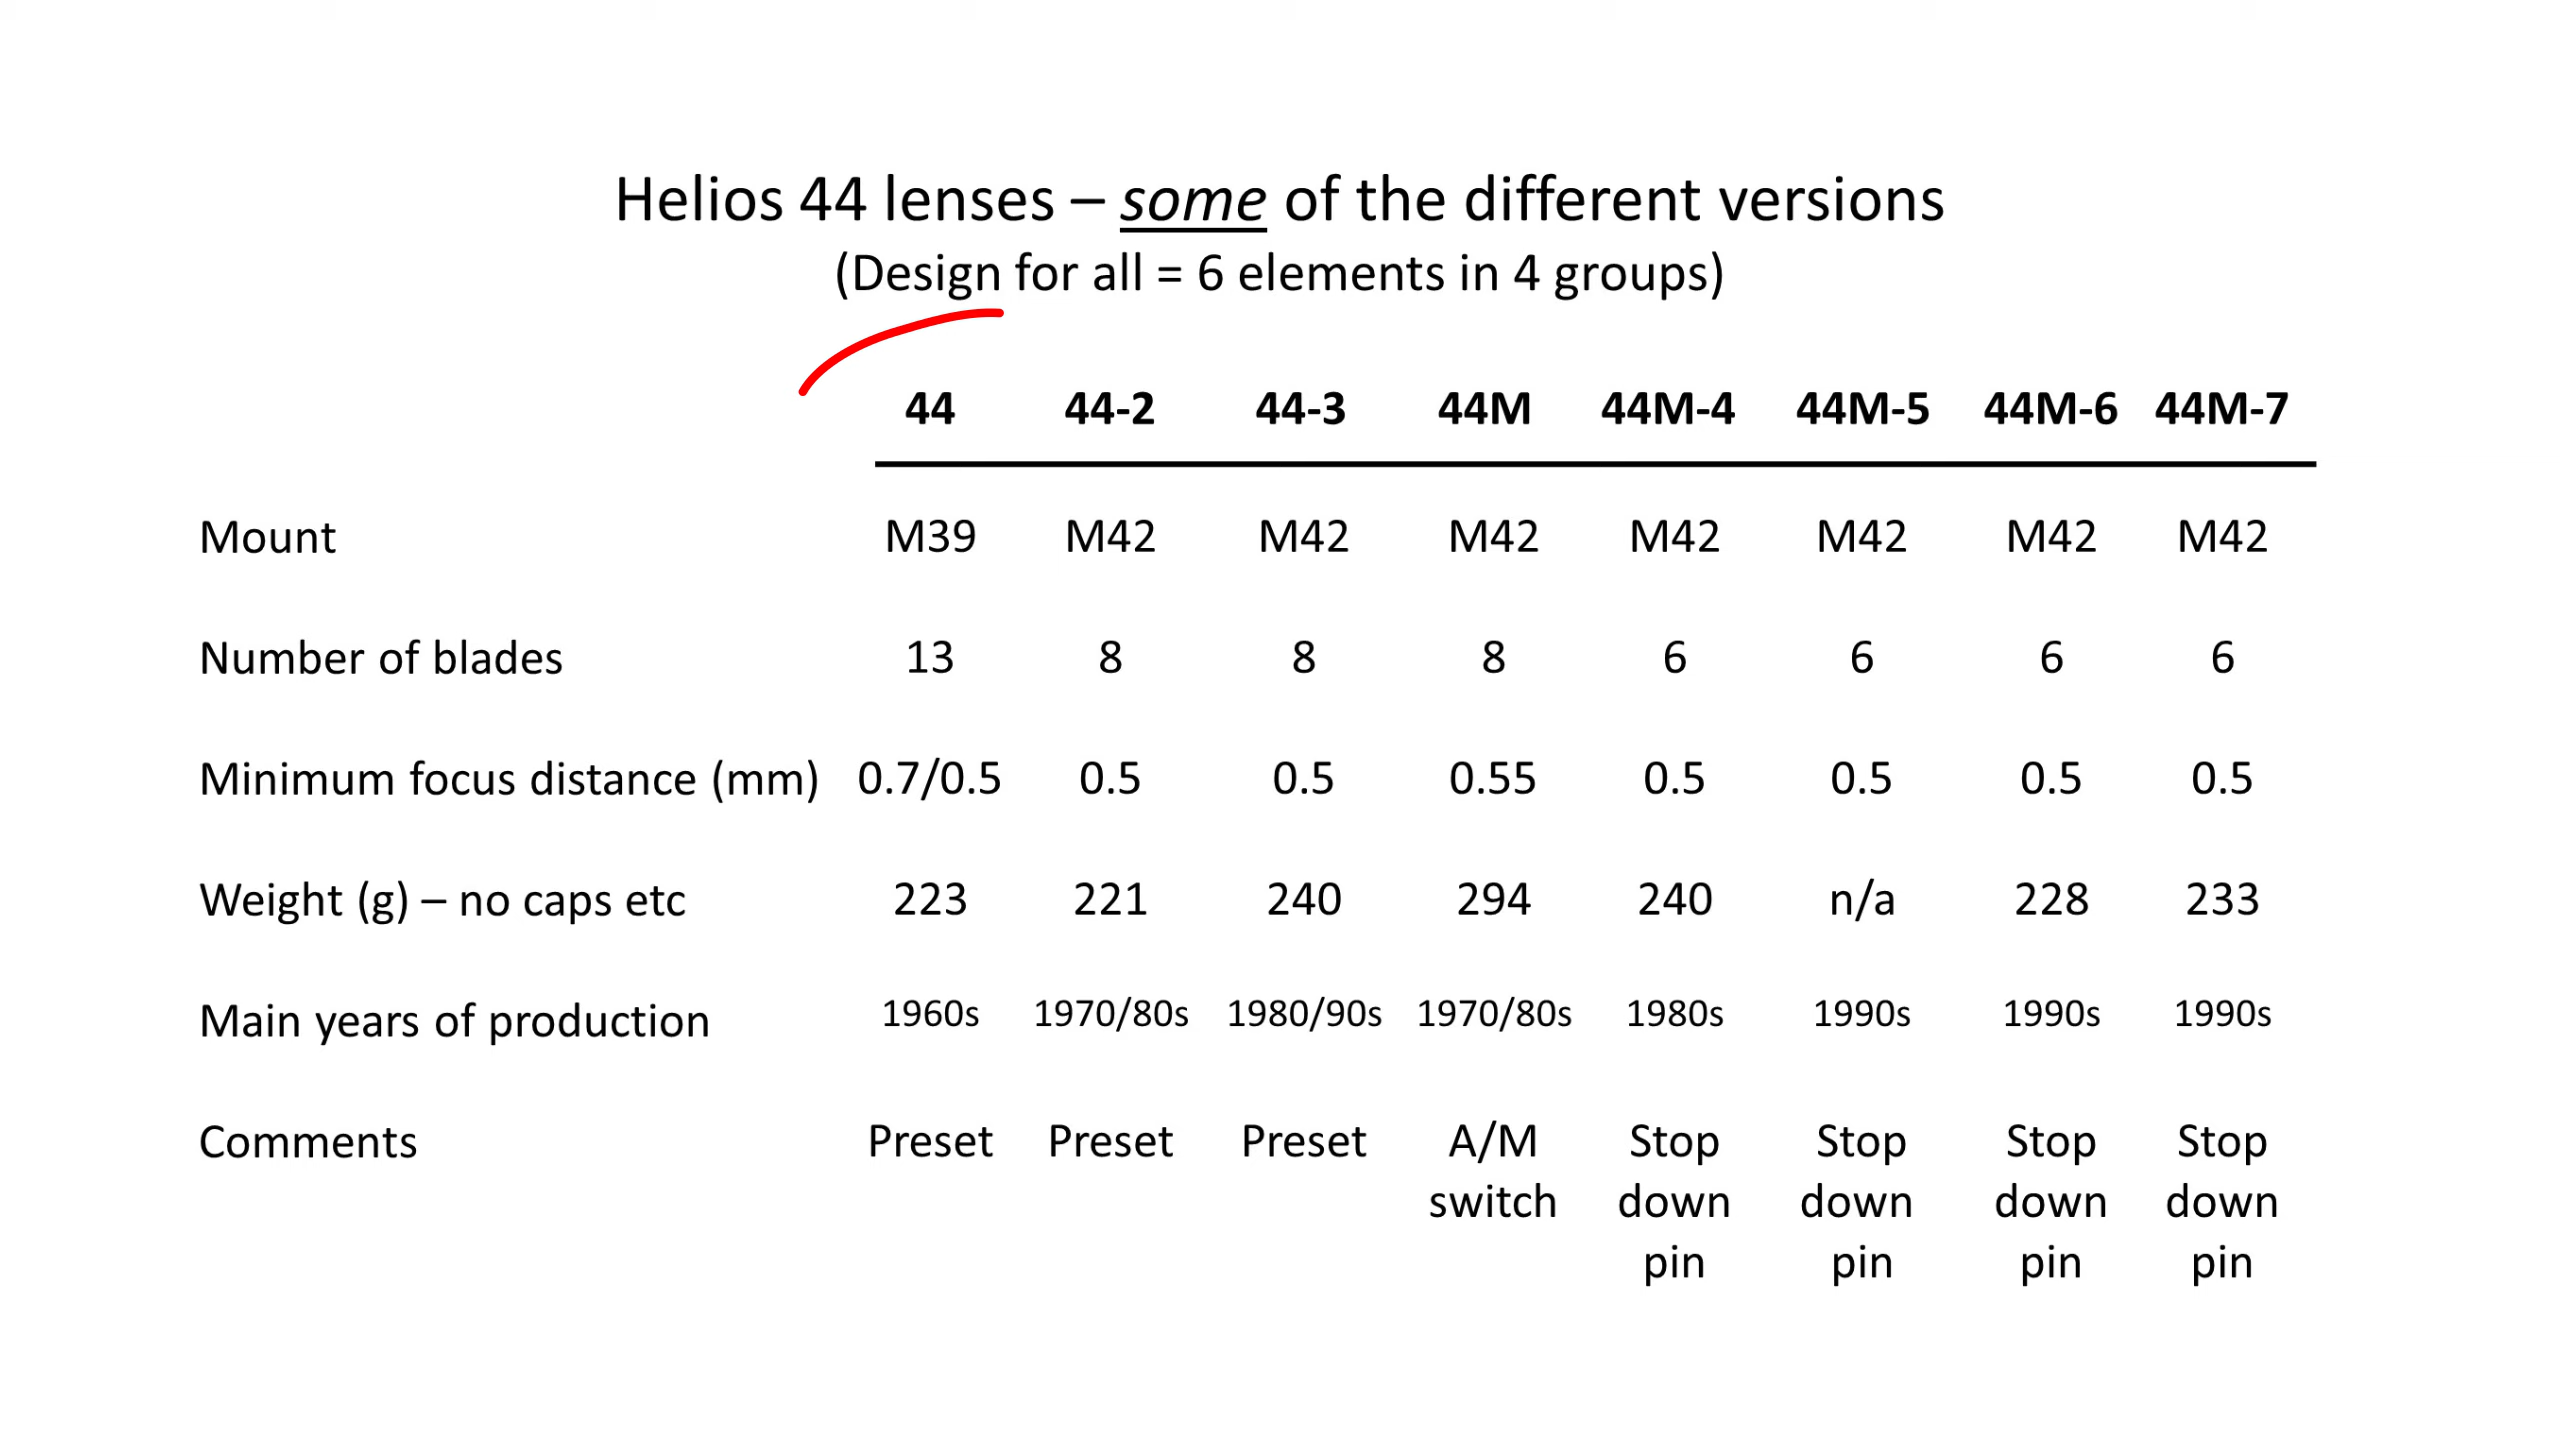 Helios 44 lenses – some of the different versions
(Design for all = 6 elements in 4 groups)
44 44-2 44-3 44M 44M-4 44M-5 44M-6 44M-7
Mount M39 M42 M42 M42 M42 M42 M42 M42
Number of blades 13 8 8 8 6 6 6 6
Minimum focus distance (mm) 0.7/0.5 0.5 0.5 0.55 0.5 0.5 0.5 0.5
Weight (g) – no caps etc 223 221 240 294 240 n/a 228 233
Main years of production 1960s 1970/80s 1980/90s 1970/80s 1980s 1990s 1990s 1990s
Comments Preset Preset Preset A/M Stop Stop Stop Stop
switch down down down down
pin pin pin pin